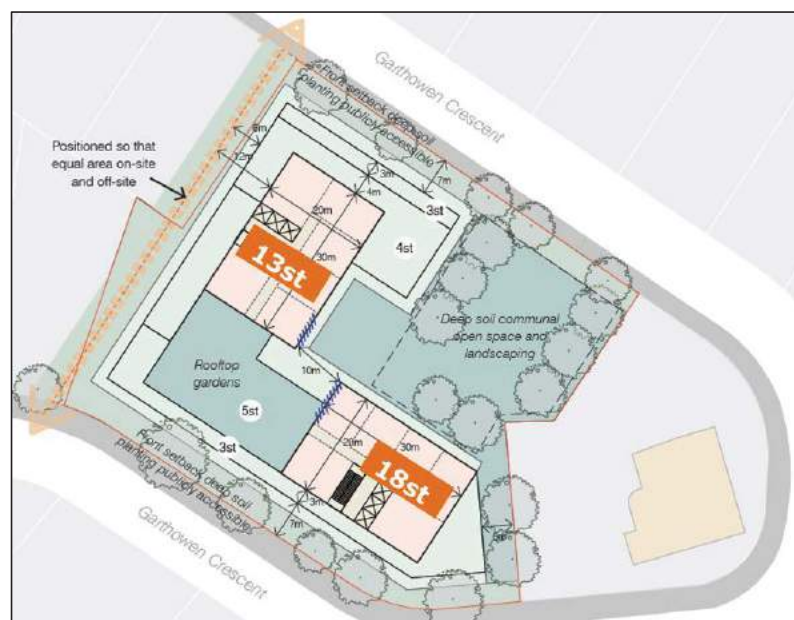 Garthowen Crescent
Front setback deep soil
planting publicly accessible
Positioned so that
equal area on-site
and off-site
12m
3m
7m
4m
3st
20m
4st
13st
30m
Deep soil communal
open space and
landscaping
Rooftop
gardens
10m
5st
3st
20m
30m
18st
3m
7m
Front setback deep soil
planting publicly accessible
Garthowen Crescent